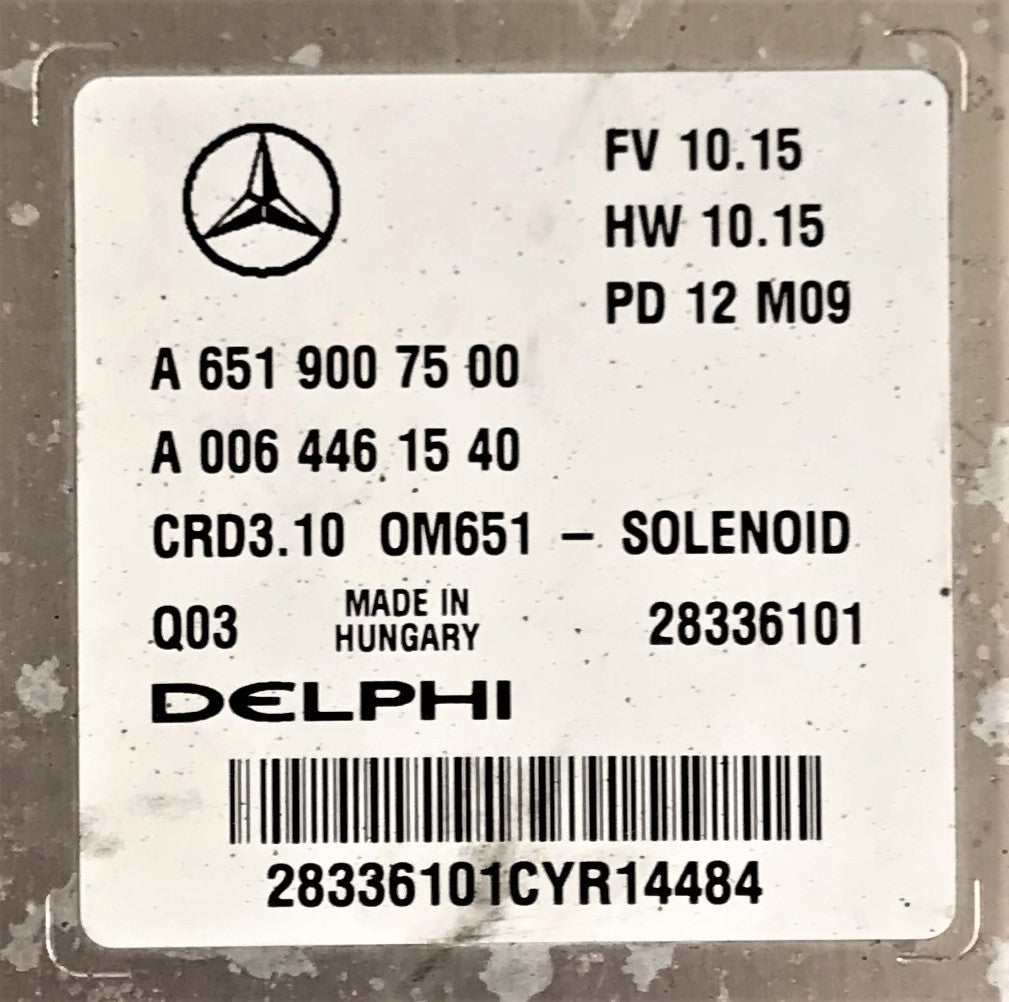 FV 10.15
HW 10.15
PD 12 M09
A 651 900 75 00
A 006 446 15 40
CRD3.10 OM651 – SOLENOID
Q03 MADE IN HUNGARY 28336101
DELPHI
28336101CYR14484